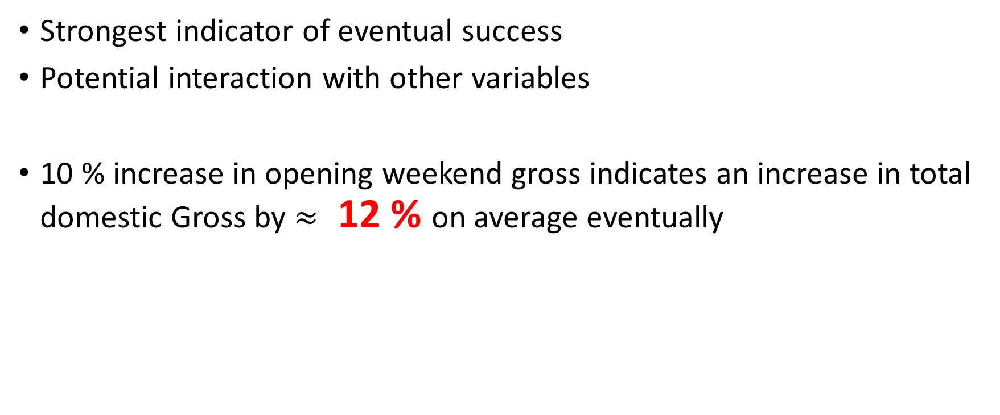 • Strongest indicator of eventual success
• Potential interaction with other variables
• 10 % increase in opening weekend gross indicates an increase in total
domestic Gross by ≈ 12 % on average eventually